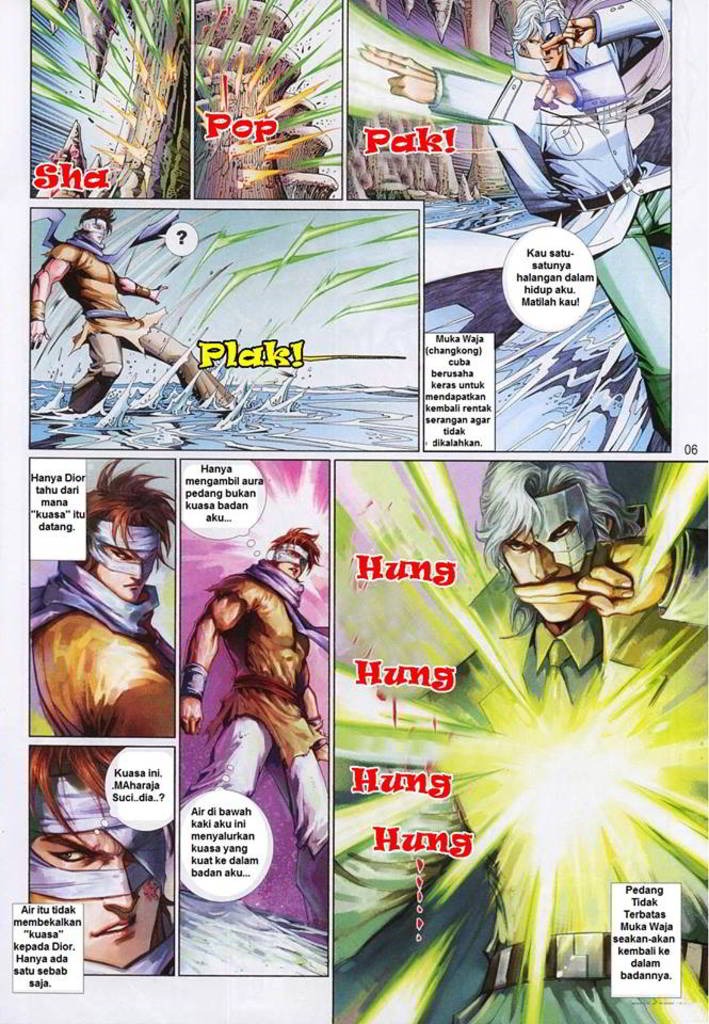 Sha
Pop
Pak!
Kau satu-
satunya
halangan dalam
hidup aku.
Matilah kau!
?
Plak!
Muka Waja
(changkong)
cuba
berusaha
keras untuk
mendapatkan
kembali rentak
serangan agar
tidak
dikalahkan.
06
Hanya Dior
tahu dari
mana
"kuasa" itu
datang.
Hanya
mengambil aura
pedang bukan
kuasa badan
aku...
Air di bawah
kaki aku ini
menyalurkan
kuasa yang
kuat ke dalam
badan aku...
Kuasa ini.
.MAharaja
Suci..dia..?
Air itu tidak
membekalkan
"kuasa"
kepada Dior.
Hanya ada
satu sebab
saja.
Hung
Hung
Hung
Hung
Pedang
Tidak
Terbatas
Muka Waja
seakan-akan
kembali ke
dalam
badannya.